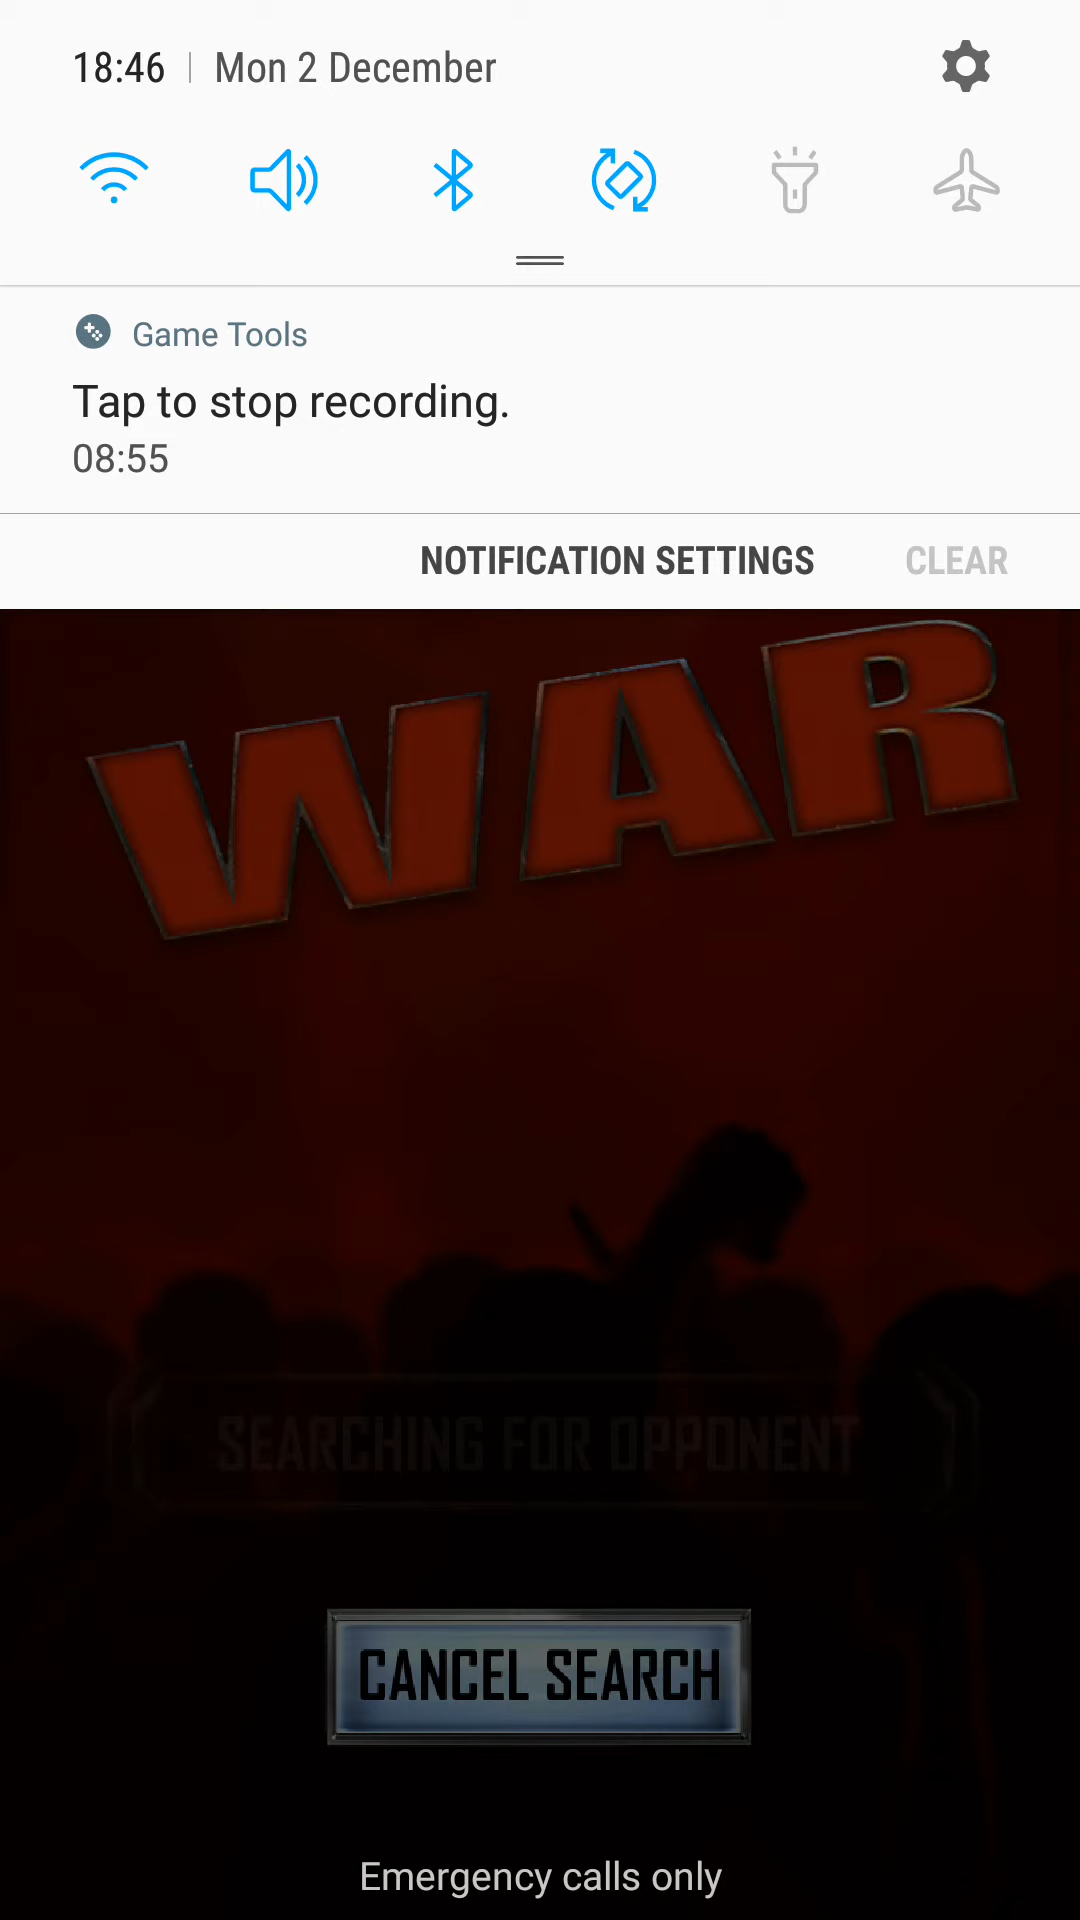 18:46 | Mon 2 December
Game Tools
Tap to stop recording.
08:55
NOTIFICATION SETTINGS CLEAR
WAR
SEARCHING FOR OPPONENT
CANCEL SEARCH
Emergency calls only